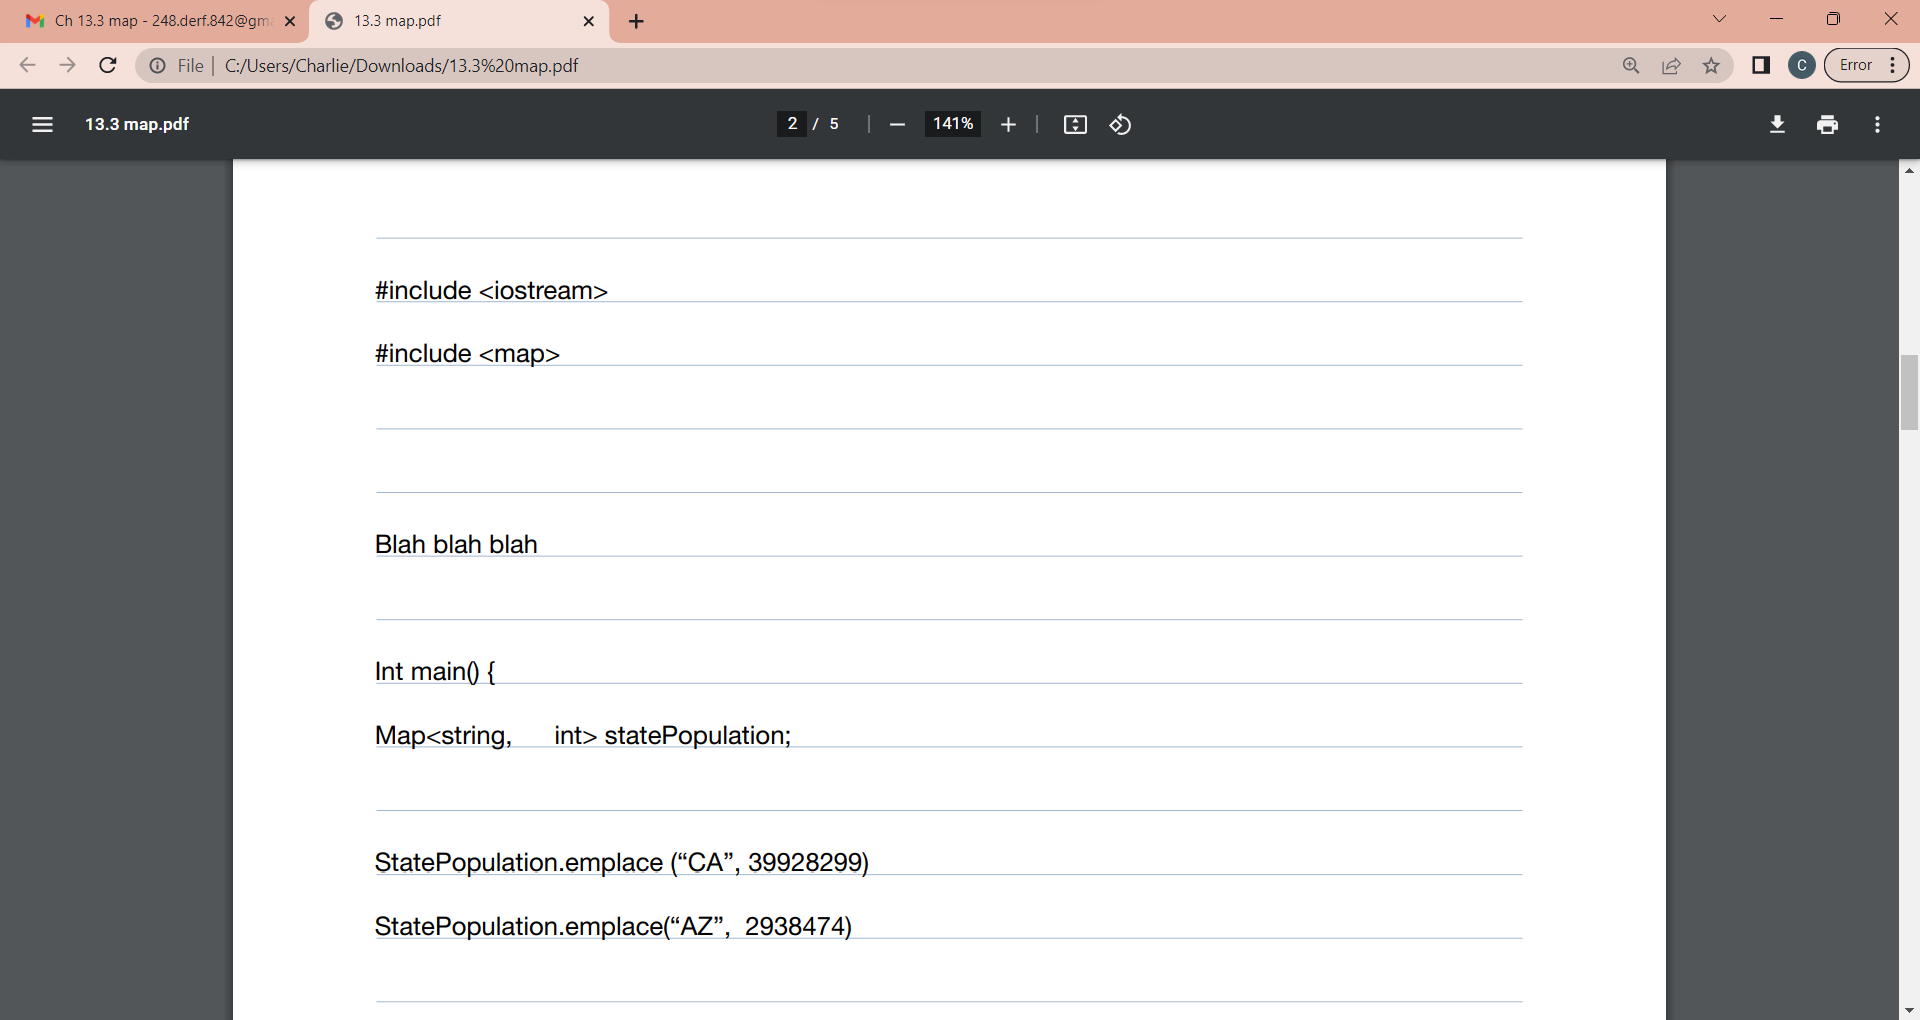 Ch 13.3 map - 248.derf.842@gm
13.3 map.pdf
File | C:/Users/Charlie/Downloads/13.3%20map.pdf
C
Error
13.3 map.pdf
2 / 5
141%
#include <iostream>
#include <map>
Blah blah blah
Int main() {
Map<string,      int> statePopulation;
StatePopulation.emplace (“CA”, 39928299)
StatePopulation.emplace(“AZ”,  2938474)